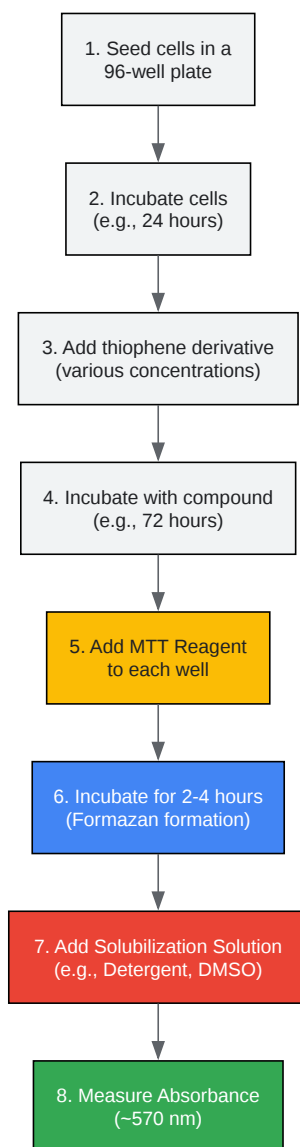 1. Seed cells in a
96-well plate
2. Incubate cells
(e.g., 24 hours)
3. Add thiophene derivative
(various concentrations)
4. Incubate with compound
(e.g., 72 hours)
5. Add MTT Reagent
to each well
6. Incubate for 2-4 hours
(Formazan formation)
7. Add Solubilization Solution
(e.g., Detergent, DMSO)
8. Measure Absorbance
(~570 nm)